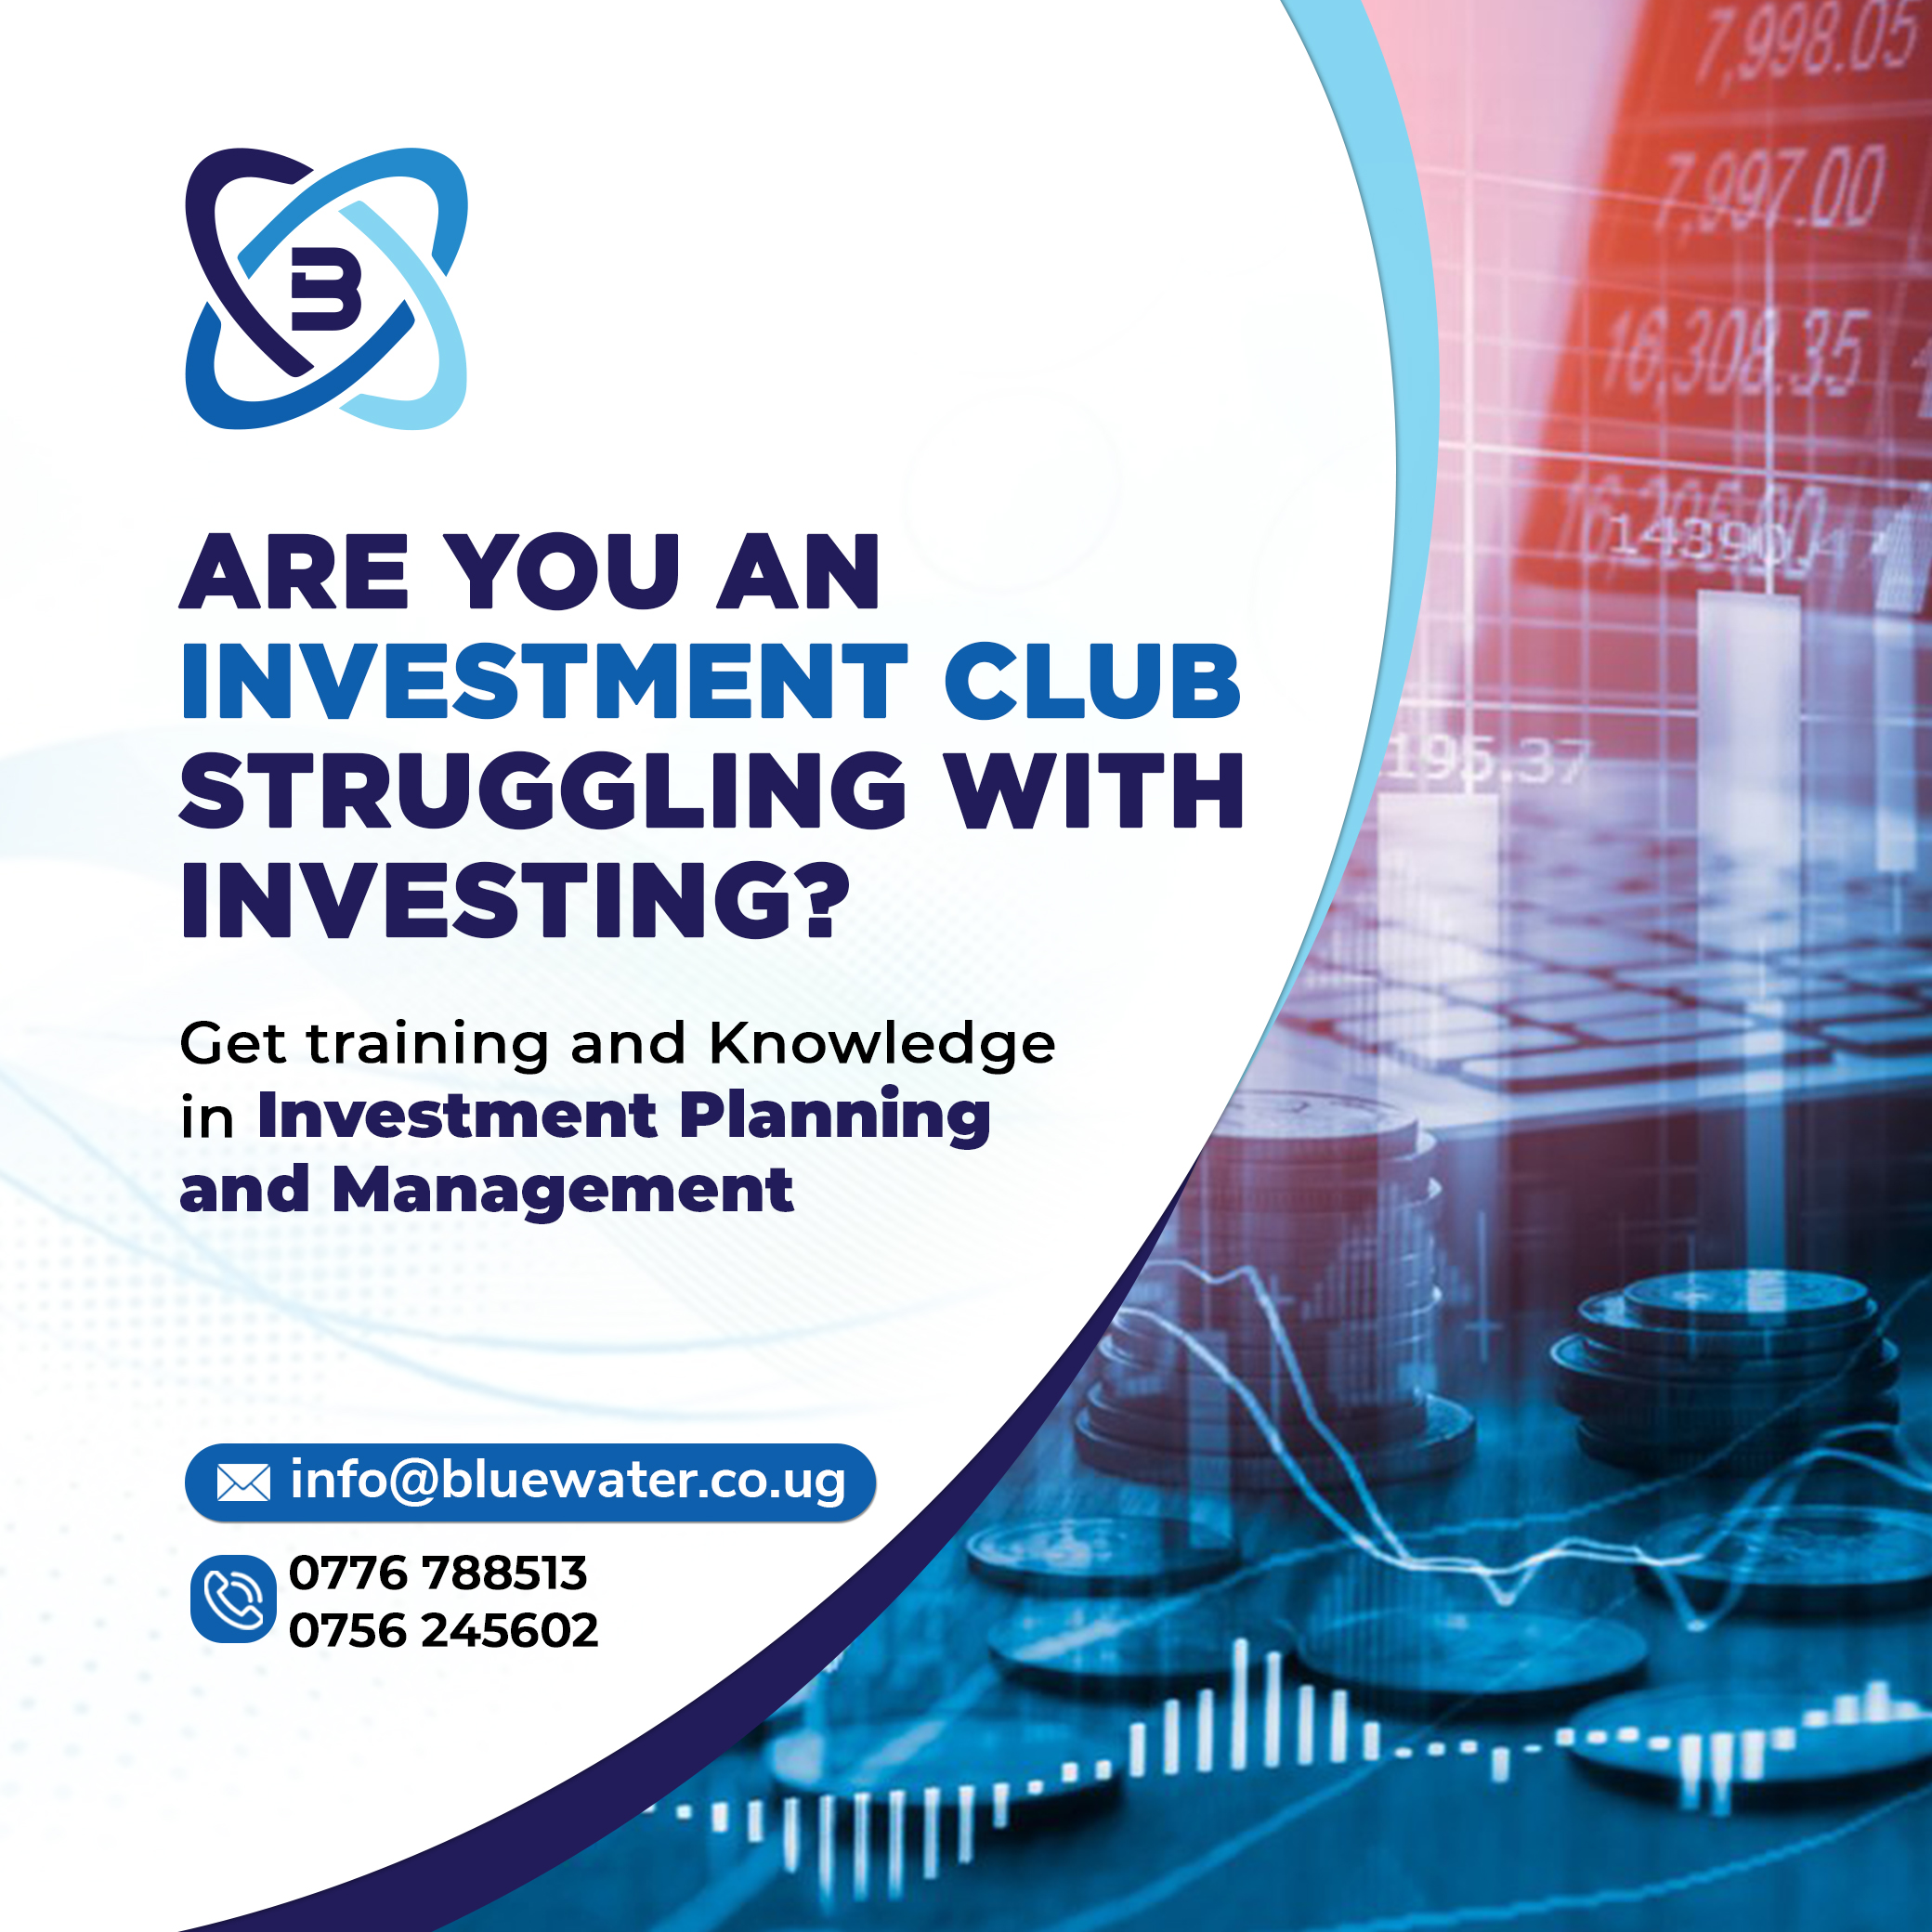 B
ARE YOU AN
INVESTMENT CLUB
STRUGGLING WITH
INVESTING?
Get training and Knowledge
in Investment Planning
and Management
info@bluewater.co.ug
0776 788513
0756 245602
7,998.05
7,997.00
16,308.35
195.37